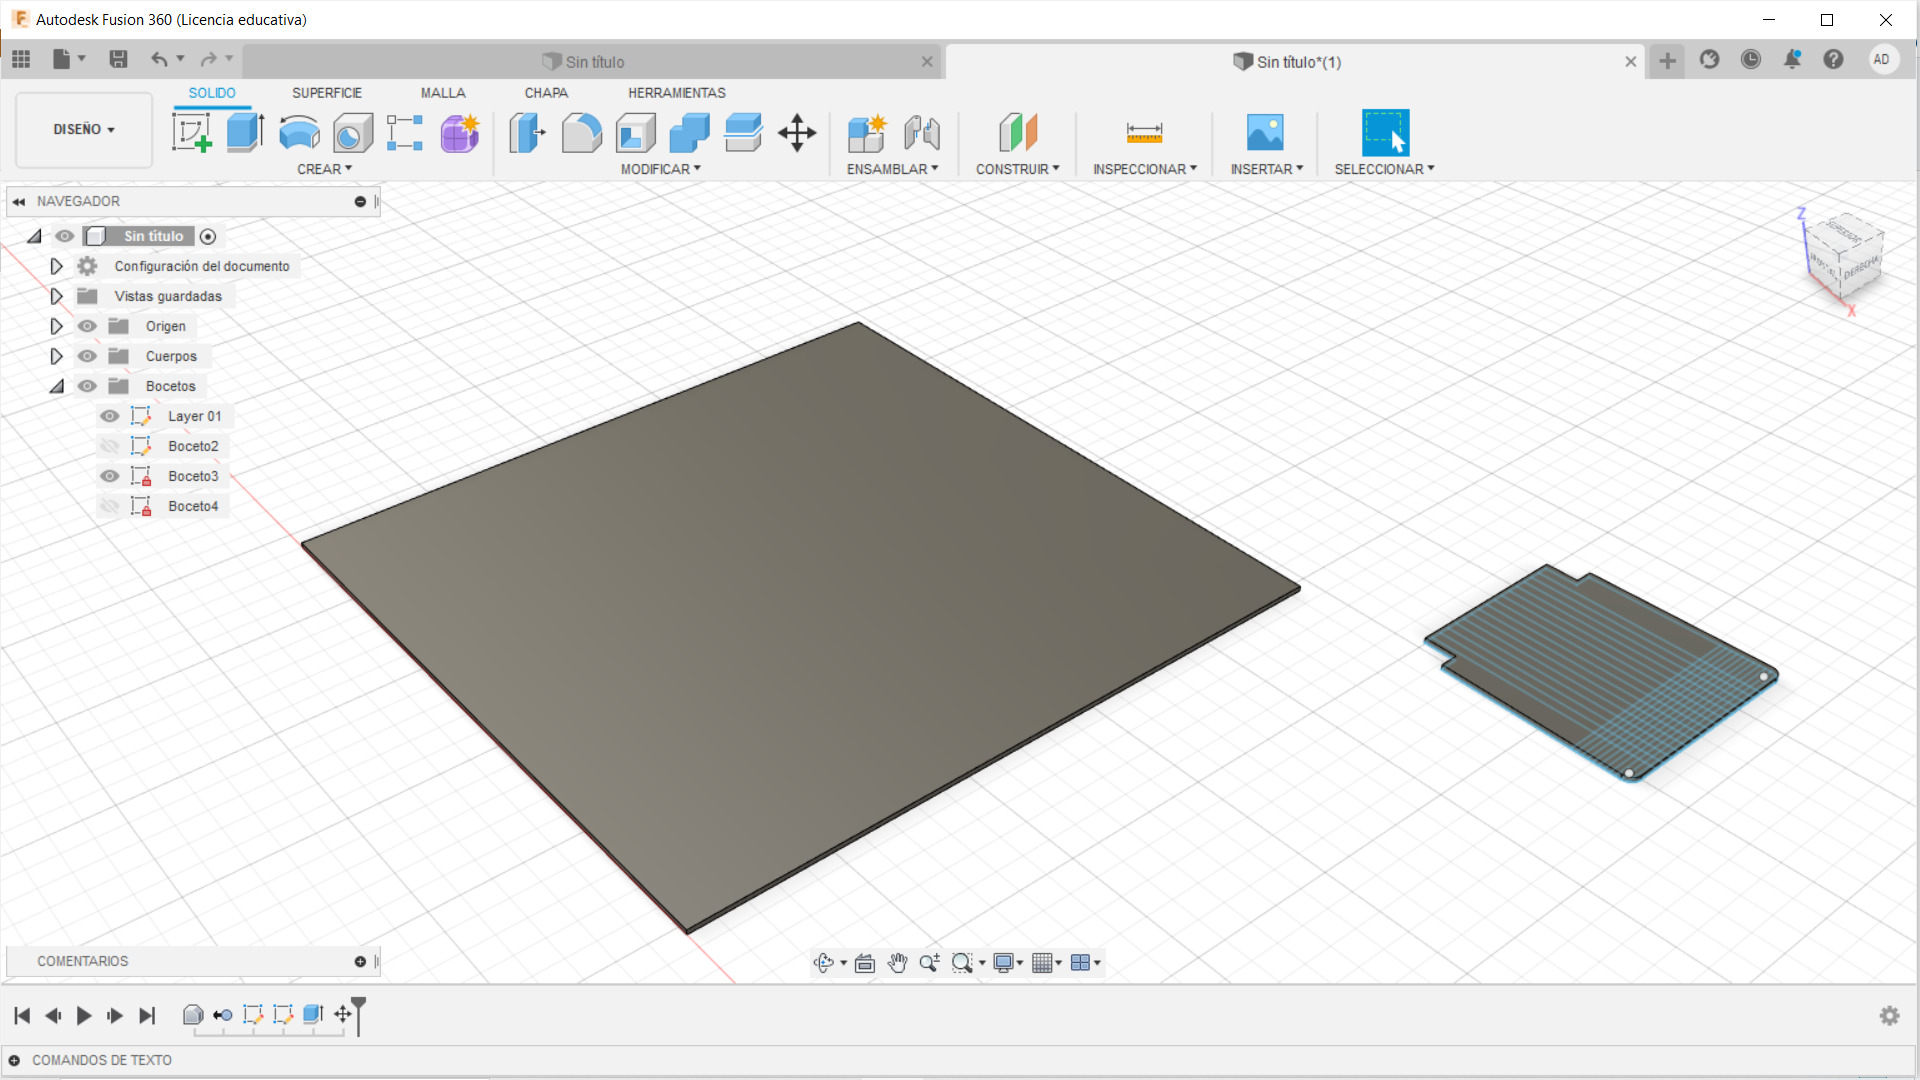 Autodesk Fusion 360 (Licencia educativa)
Sin título
Sin título*(1)
AD
DISEÑO
SOLIDO
SUPERFICIE
MALLA
CHAPA
HERRAMIENTAS
CREAR
MODIFICAR
ENSAMBLAR
CONSTRUIR
INSPECCIONAR
INSERTAR
SELECCIONAR
NAVEGADOR
Sin título
Configuración del documento
Vistas guardadas
Origen
Cuerpos
Bocetos
Layer 01
Boceto2
Boceto3
Boceto4
Z
SUPERIOR
DERECHA
X
COMENTARIOS
COMANDOS DE TEXTO